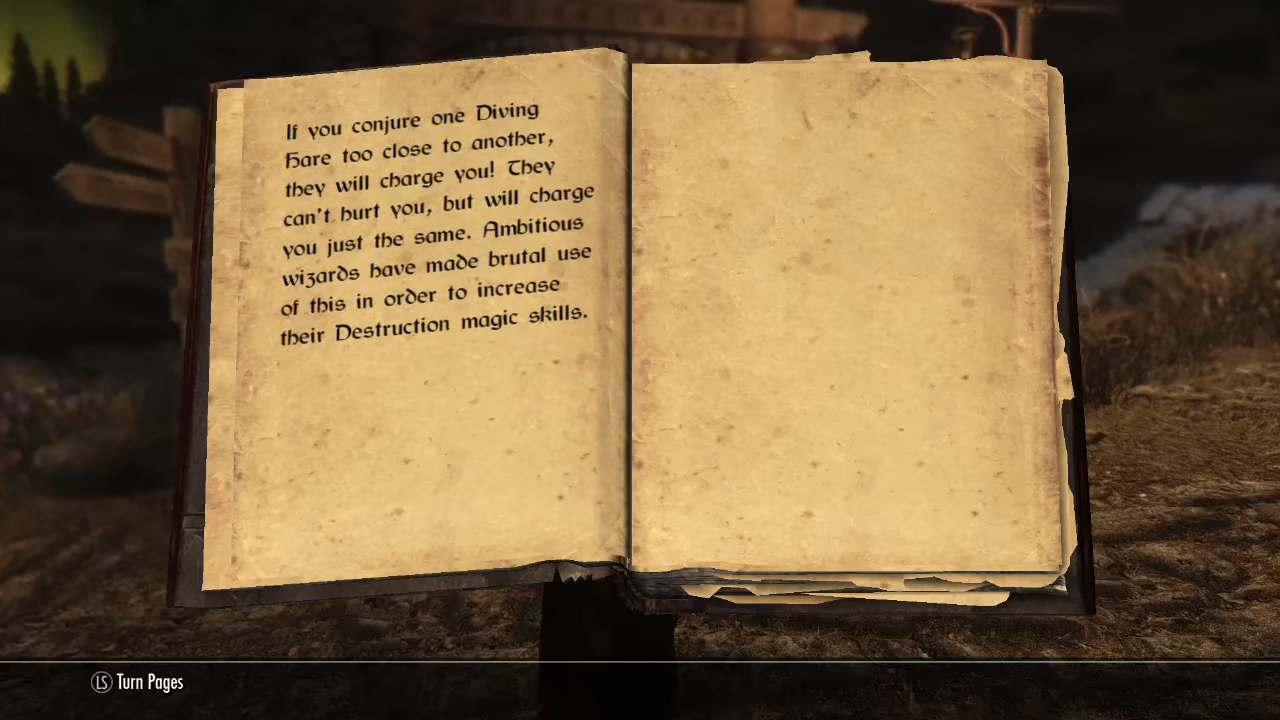 If you conjure one Diving
Hare too close to another,
they will charge you! They
can't hurt you, but will charge
you just the same. Ambitious
wizards have made brutal use
of this in order to increase
their Destruction magic skills.
LS Turn Pages